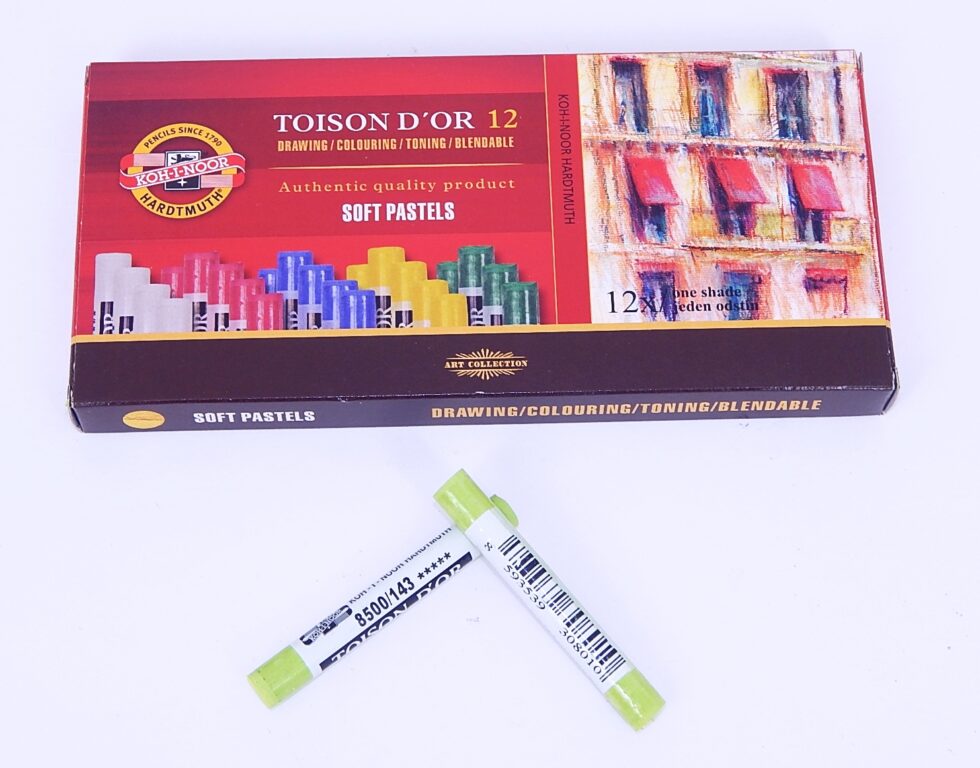 PENCILS SINCE 1790
KOH-I-NOOR
HARDTMUTH
TOISON D´OR 12
DRAWING/COLOURING/TONING/BLENDABLE
Authentic quality product
SOFT PASTELS
KOH-I-NOOR HARDTMUTH
12x/ one shade
jeden odstín
ART COLLECTION
SOFT PASTELS
DRAWING/COLOURING/TONING/BLENDABLE
KOH-I-NOOR HARDTMUTH
8500/143 *****
TOISON D'OR
593539 308010